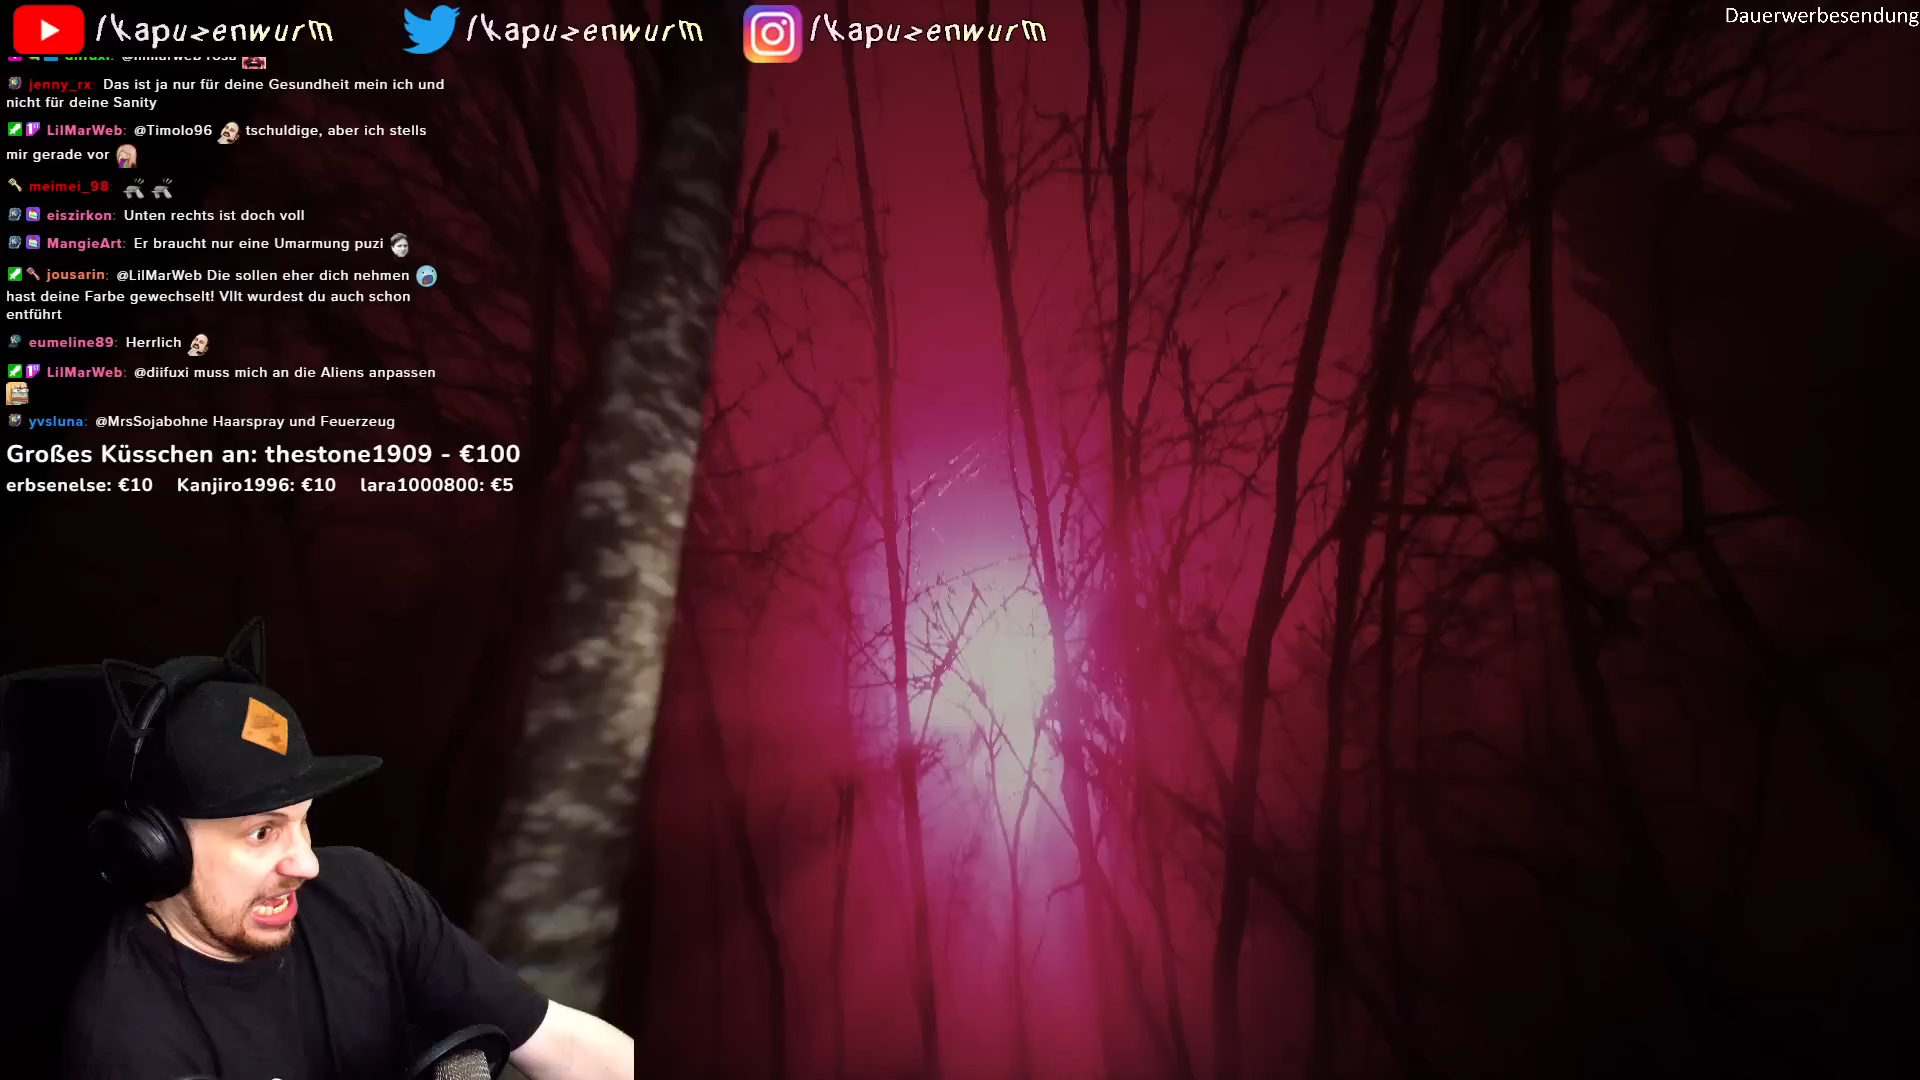 /kapuzenwurm /kapuzenwurm /kapuzenwurm
Dauerwerbesendung
jenny_rx: Das ist ja nur für deine Gesundheit mein ich und
nicht für deine Sanity
LilMarWeb: @Timolo96 tschuldige, aber ich stells
mir gerade vor
meimei_98:
eiszirkon: Unten rechts ist doch voll
MangieArt: Er braucht nur eine Umarmung puzi
jousarin: @LilMarWeb Die sollen eher dich nehmen
hast deine Farbe gewechselt! Vllt wurdest du auch schon
entführt
eumeline89: Herrlich
LilMarWeb: @diifuxi muss mich an die Aliens anpassen
yvsluna: @MrsSojabohne Haarspray und Feuerzeug
Großes Küsschen an: thestone1909 - €100
erbsenelse: €10 Kanjiro1996: €10 lara1000800: €5